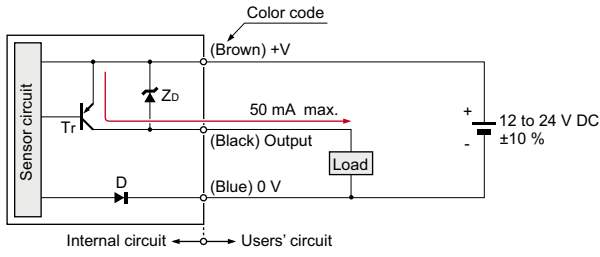 Color code
(Brown) +V
Sensor circuit
Tr
ZD
50 mA max.
(Black) Output
Load
+
-
12 to 24 V DC
±10 %
D
(Blue) 0 V
Internal circuit
Users' circuit